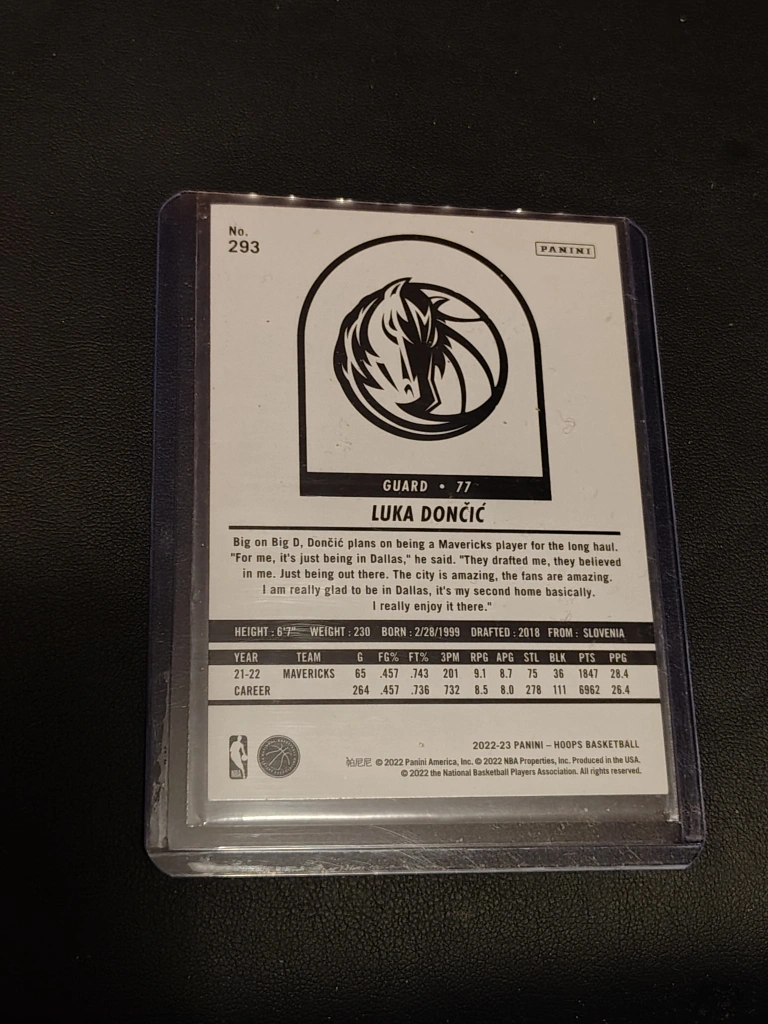 No.
293
PANINI
GUARD • 77
LUKA DONČIĆ
Big on Big D, Dončić plans on being a Mavericks player for the long haul.
"For me, it's just being in Dallas," he said. "They drafted me, they believed
in me. Just being out there. The city is amazing, the fans are amazing.
I am really glad to be in Dallas, it's my second home basically.
I really enjoy it there."
HEIGHT : 6'7" WEIGHT : 230 BORN : 2/28/1999 DRAFTED : 2018 FROM : SLOVENIA
YEAR TEAM G FG% FT% 3PM RPG APG STL BLK PTS PPG
21-22 MAVERICKS 65 .457 .743 201 9.1 8.7 75 36 1847 28.4
CAREER 264 .457 .736 732 8.5 8.0 278 111 6962 26.4
2022-23 PANINI – HOOPS BASKETBALL
帕尼尼 © 2022 Panini America, Inc. © 2022 NBA Properties, Inc. Produced in the USA.
© 2022 the National Basketball Players Association. All rights reserved.
NBA